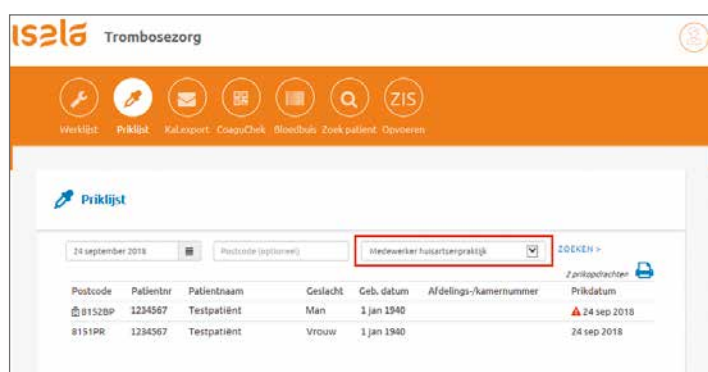 isala Trombosezorg
ZIS
Werklijst Priklijst Kal.export CoaguChek Bloedbuis Zoek patient Opvoeren
Priklijst
24 september 2018 Postcode (optioneel) Medewerker huisartsenpraktijk ZOEKEN >
2 prikopdrachten
Postcode Patientnr Patientnaam Geslacht Geb. datum Afdelings-/kamernummer Prikdatum
8152BP 1234567 Testpatiënt Man 1 jan 1940 24 sep 2018
8151PR 1234567 Testpatiënt Vrouw 1 jan 1940 24 sep 2018